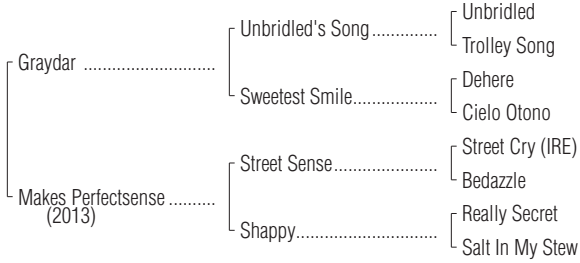 Unbridled
Unbridled's Song..............
Trolley Song
Graydar ............................
Dehere
Sweetest Smile..................
Cielo Otono
Street Cry (IRE)
Street Sense......................
Bedazzle
Makes Perfectsense ..........
(2013)
Really Secret
Shappy..............................
Salt In My Stew